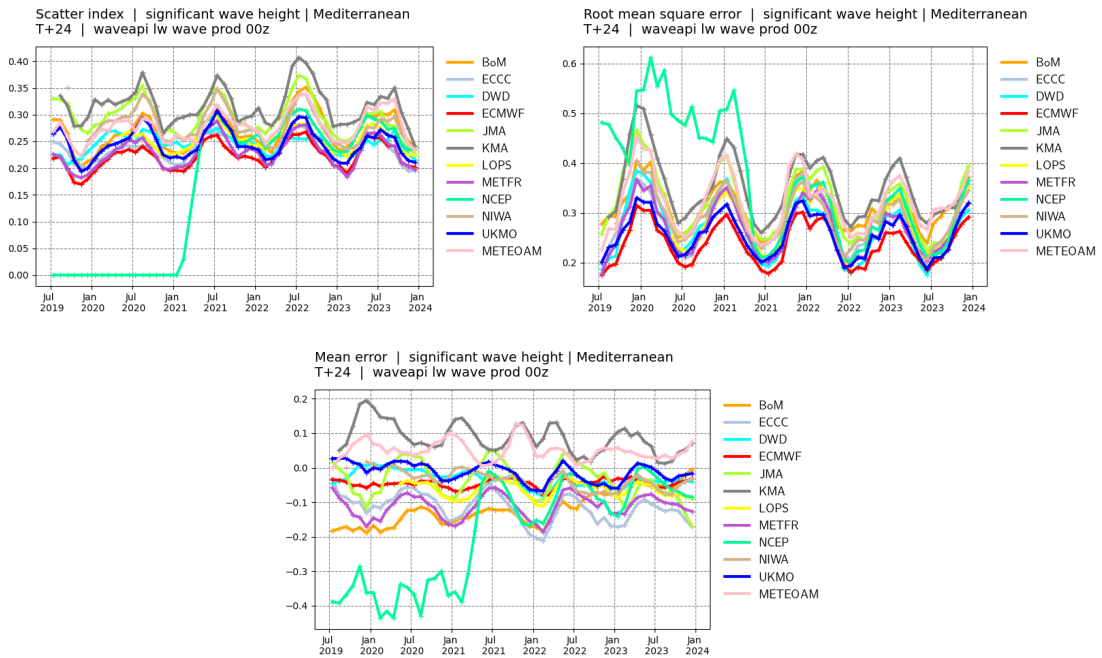 Scatter index | significant wave height | Mediterranean
T+24 | waveapi lw wave prod 00z
0.40
0.35
0.30
0.25
0.20
0.15
0.10
0.05
0.00
Jul 2019
Jan 2020
Jul 2020
Jan 2021
Jul 2021
Jan 2022
Jul 2022
Jan 2023
Jul 2023
Jan 2024
BoM
ECCC
DWD
ECMWF
JMA
KMA
LOPS
METFR
NCEP
NIWA
UKMO
METEOAM
Root mean square error | significant wave height | Mediterranean
T+24 | waveapi lw wave prod 00z
0.6
0.5
0.4
0.3
0.2
Jul 2019
Jan 2020
Jul 2020
Jan 2021
Jul 2021
Jan 2022
Jul 2022
Jan 2023
Jul 2023
Jan 2024
BoM
ECCC
DWD
ECMWF
JMA
KMA
LOPS
METFR
NCEP
NIWA
UKMO
METEOAM
Mean error | significant wave height | Mediterranean
T+24 | waveapi lw wave prod 00z
0.2
0.1
0.0
−0.1
−0.2
−0.3
−0.4
Jul 2019
Jan 2020
Jul 2020
Jan 2021
Jul 2021
Jan 2022
Jul 2022
Jan 2023
Jul 2023
Jan 2024
BoM
ECCC
DWD
ECMWF
JMA
KMA
LOPS
METFR
NCEP
NIWA
UKMO
METEOAM